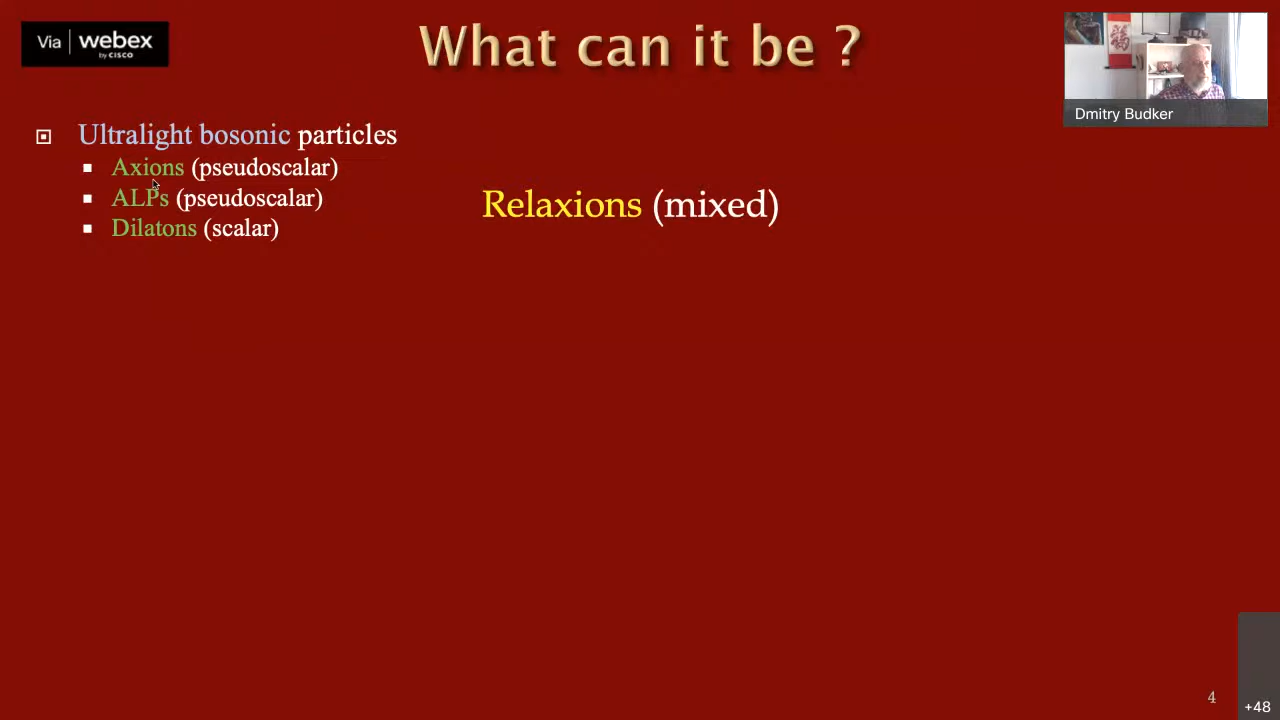 Via | webex
by CISCO
What can it be ?
Dmitry Budker
Ultralight bosonic particles
Axions (pseudoscalar)
ALPs (pseudoscalar)
Dilatons (scalar)
Relaxions (mixed)
4
+48